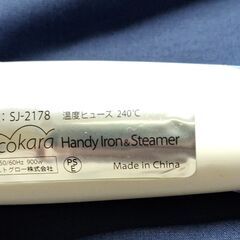 : SJ-2178 温度ヒューズ 240℃
cokara Handy Iron & Steamer
50/60Hz 900w
トグロー株式会社
PSE
Made in China